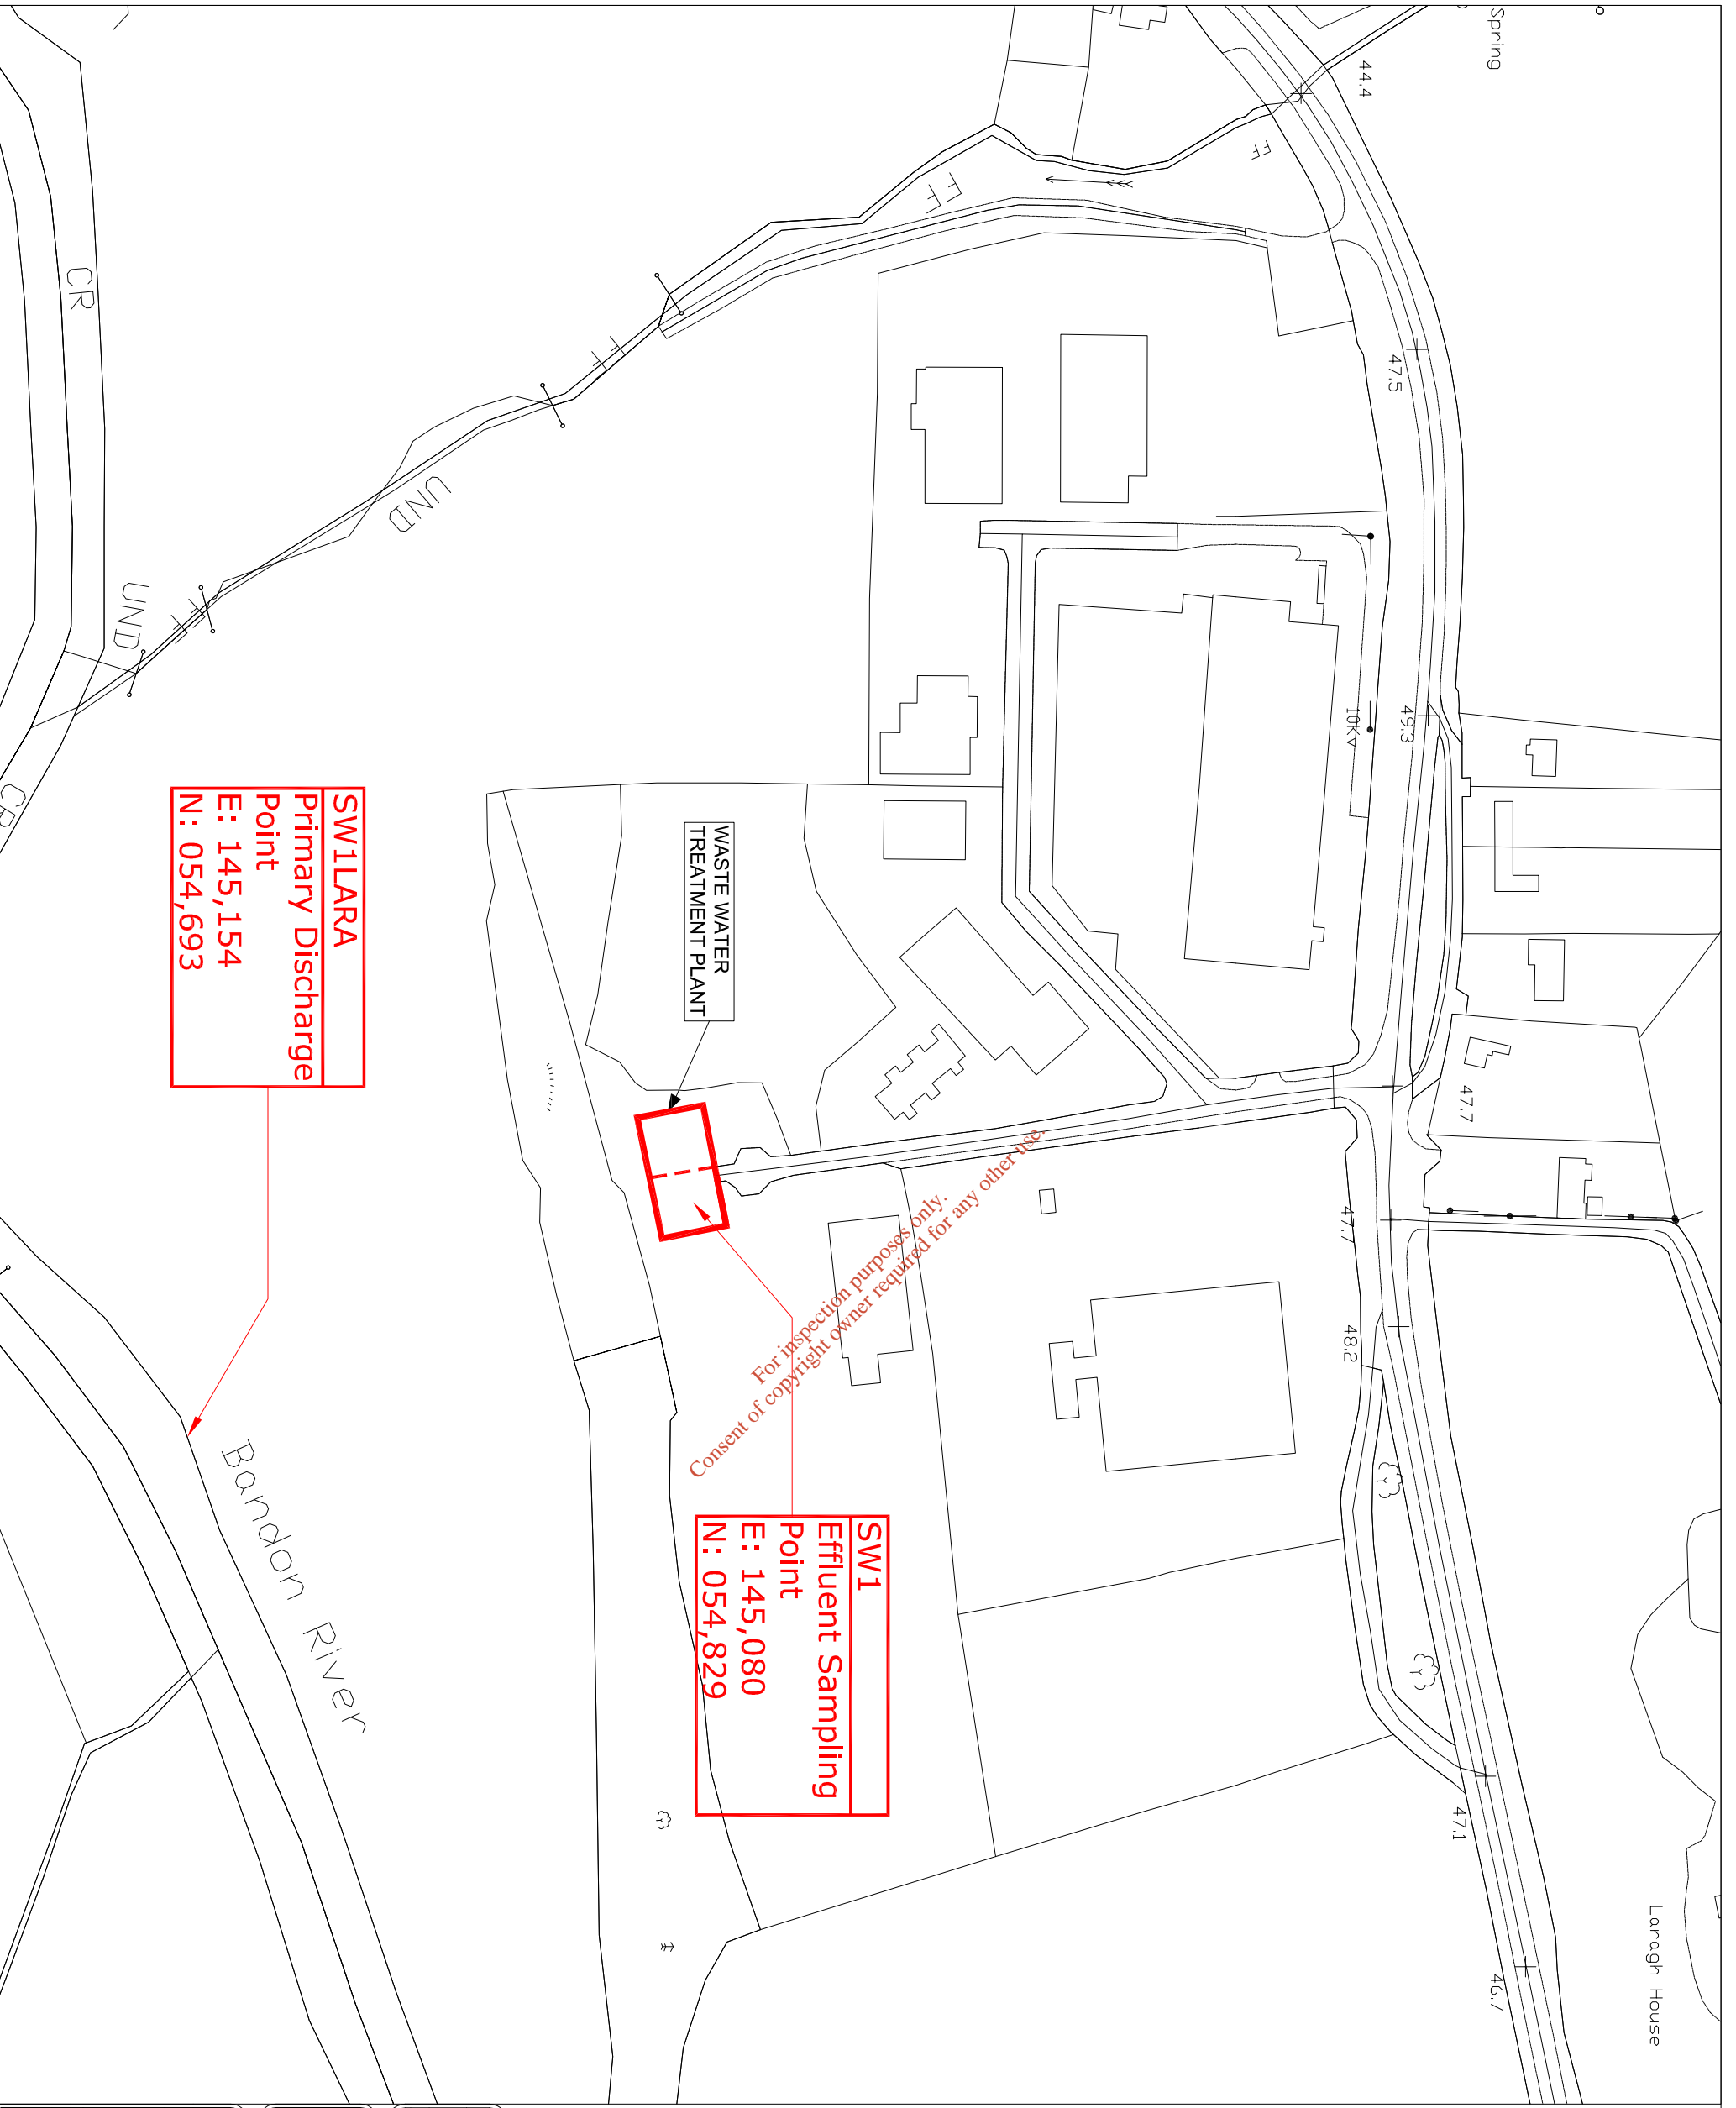 Spring
44.4
FF
FF
CR
47.5
FF
UND
UND
FF
10Kv
49.3
CR
SW1LARA
Primary Discharge
Point
E: 145,154
N: 054,693
WASTE WATER
TREATMENT PLANT
47.7
47.7
48.2
For inspection purposes only.
Consent of copyright owner required for any other use.
Bandon River
SW1
Effluent Sampling
Point
E: 145,080
N: 054,829
47.1
46.7
Laragh House